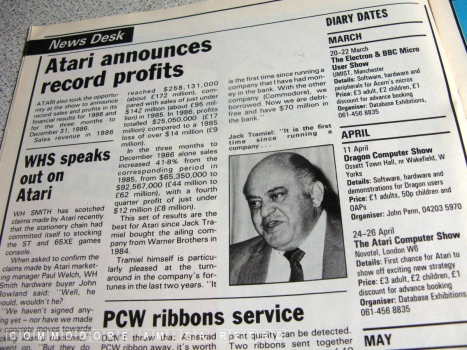 News Desk
Atari announces
record profits
ATARI also took the opportu-
nity at the show to announce
record sales and profits in its
financial results for 1986 and
for the three months to
December 31, 1986.
Sales revenue in 1986
reached $258,131,000
(about £172 million), com-
pared with sales of just under
$142 million (about £95 mil-
lion) in 1985. In 1986, profits
totalled $25,050,000 (£17
million) compared to a 1985
loss of over $14 million (£9
million).
In the three months to
December 1986 alone sales
increased 41·8% from the
corresponding period in
1985, from $65,350,000 to
$92,567,000 (£44 million to
£62 million), with a fourth
quarter profit of just under
$12 million (£8 million).
This set of results are the
best for Atari since Jack Tra-
miel bought the ailing com-
pany from Warner Brothers in
1984.
Tramiel himself is parti-
cularly pleased at the turn-
around in the company's for-
tunes in the last two years. "It
is the first time since running a
company that I have had mon-
ey in the bank. With the other
company (Commodore), we
borrowed. Now we are debt-
free and have $70 million in
the bank."
Jack Tramiel: "It is the first
time since running a
company . . .
WHS speaks
out on
Atari
WH SMITH has scotched
claims made by Atari recently
that the stationery chain had
committed itself to stocking
the ST and 65XE games
console.
When asked to confirm the
claims made by Atari market-
ing manager Paul Welch, WH
Smith hardware buyer John
Rowland said: "Well, he
would, wouldn't he?
"We haven't signed any-
thing yet – nor have we made
concrete moves towards
PCW ribbons service
print quality can be detected.
Two ribbons sent together
DIARY DATES
MARCH
20–22 March
The Electron & BBC Micro
User Show
UMIST, Manchester
Details: Software, hardware and
peripherals for Acorn's micros
Price: £3 adult, £2 children, £1
discount for advance booking
Organiser: Database Exhibitions,
061-456 8835
APRIL
11 April
Dragon Computer Show
Ossett Town Hall, nr Wakefield, W
Yorks
Details: Software, hardware and
demonstrations for Dragon users
Price: £1 adults, 50p children and
OAPs
Organiser: John Penn, 04203 5970
24–26 April
The Atari Computer Show
Novotel, London W6
Details: First chance for Atari to
show off exciting new strategy
Price: £3 adult, £2 children, £1
discount for advance booking
Organiser: Database Exhibitions,
061-456 8835
MAY